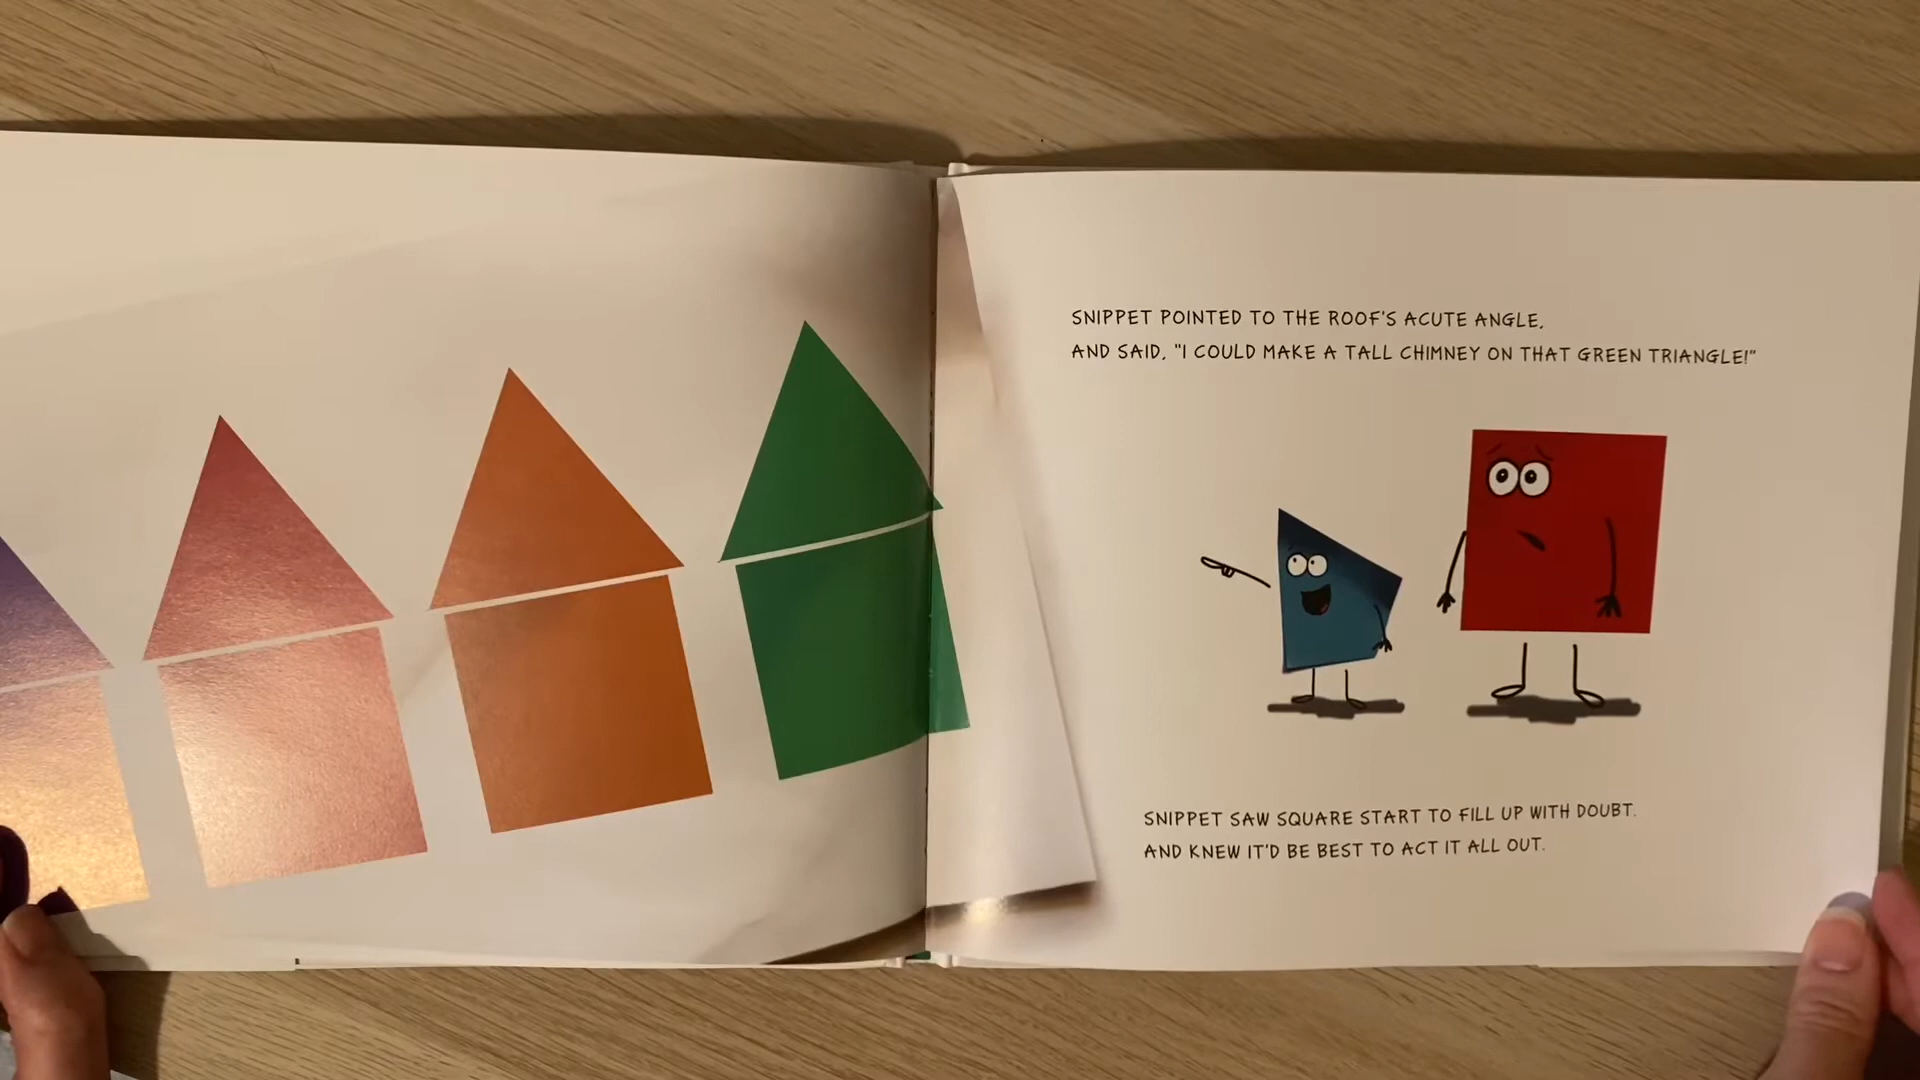 SNIPPET POINTED TO THE ROOF'S ACUTE ANGLE,
AND SAID, "I COULD MAKE A TALL CHIMNEY ON THAT GREEN TRIANGLE!"
SNIPPET SAW SQUARE START TO FILL UP WITH DOUBT.
AND KNEW IT'D BE BEST TO ACT IT ALL OUT.